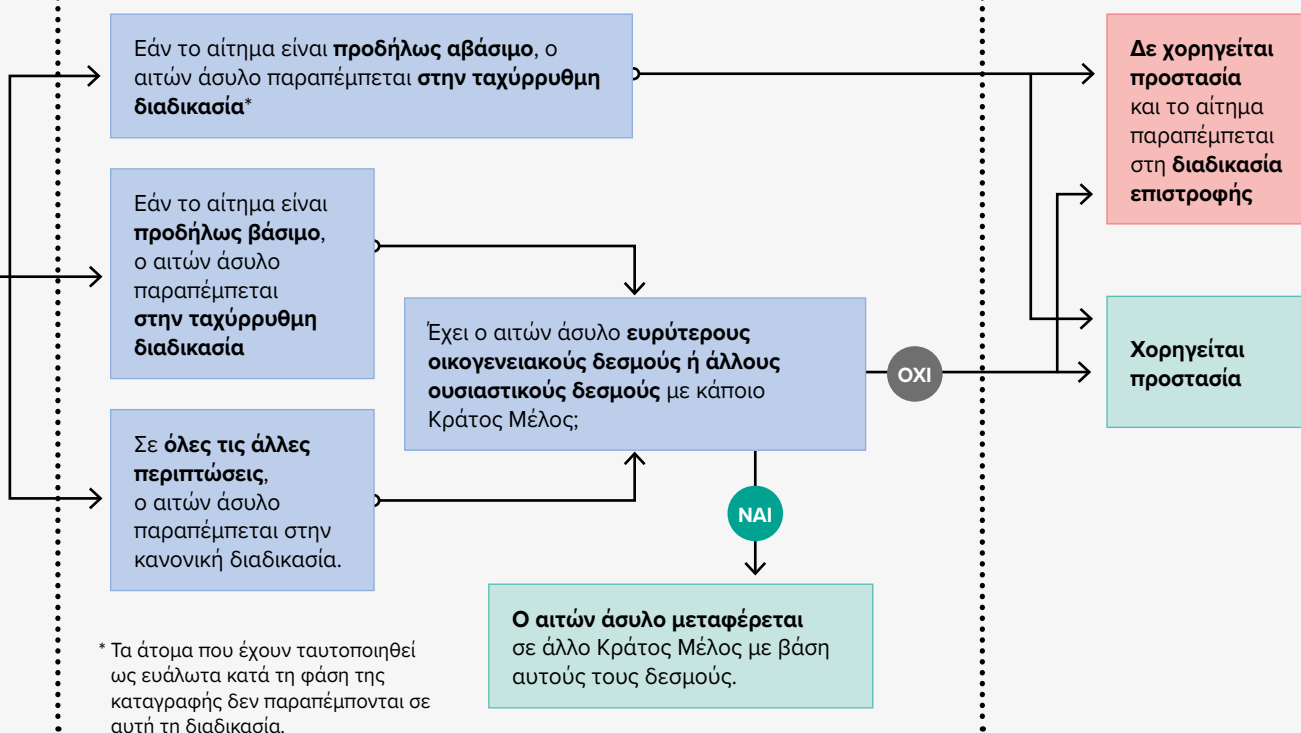 Εάν το αίτημα είναι προδήλως αβάσιμο, ο
αιτών άσυλο παραπέμπεται στην ταχύρρυθμη
διαδικασία*
Εάν το αίτημα είναι
προδήλως βάσιμο,
ο αιτών άσυλο
παραπέμπεται
στην ταχύρρυθμη
διαδικασία
Σε όλες τις άλλες
περιπτώσεις,
ο αιτών άσυλο
παραπέμπεται στην
κανονική διαδικασία.
* Τα άτομα που έχουν ταυτοποιηθεί
ως ευάλωτα κατά τη φάση της
καταγραφής δεν παραπέμπονται σε
αυτή τη διαδικασία.
Έχει ο αιτών άσυλο ευρύτερους
οικογενειακούς δεσμούς ή άλλους
ουσιαστικούς δεσμούς με κάποιο
Κράτος Μέλος;
ΟΧΙ
ΝΑΙ
Ο αιτών άσυλο μεταφέρεται
σε άλλο Κράτος Μέλος με βάση
αυτούς τους δεσμούς.
Δε χορηγείται
προστασία
και το αίτημα
παραπέμπεται
στη διαδικασία
επιστροφής
Χορηγείται
προστασία